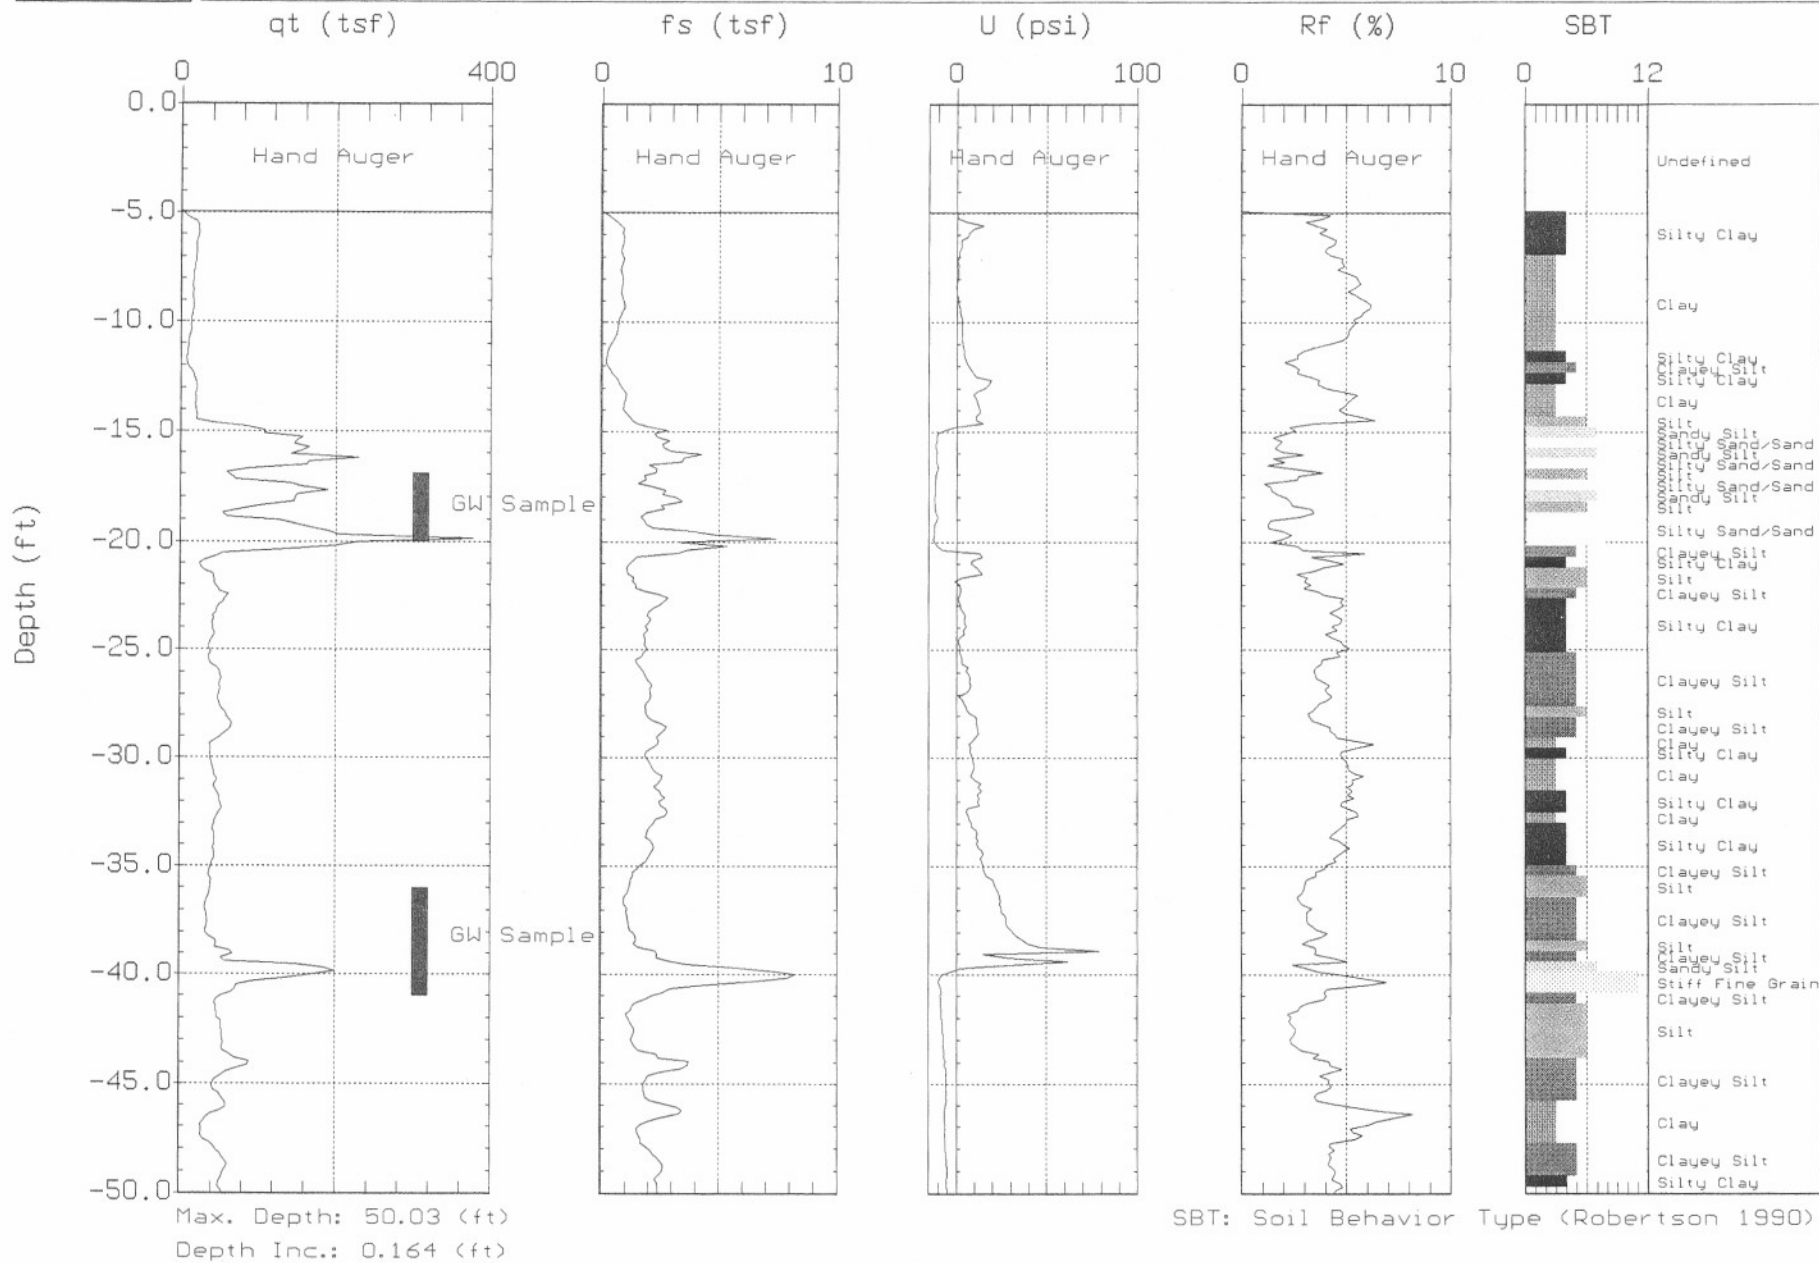 qt (tsf) fs (tsf) U (psi) Rf (%) SBT
0 400 0 10 0 100 0 10 0 12
0.0
Hand Auger Hand Auger Hand Auger Hand Auger Undefined
-5.0
Silty Clay
Clay
-10.0
Silty Clay
Clayey Silt
Silty Clay
Clay
Silt
-15.0
Sandy Silt
Silty Sand/Sand
Sandy Silt
Silty Sand/Sand
Silt
Silty Sand/Sand
Sandy Silt
GW Sample
Silt
Silty Sand/Sand
-20.0
Clayey Silt
Silty Clay
Silt
Clayey Silt
Silty Clay
-25.0
Depth (ft)
Clayey Silt
Silt
Clayey Silt
Clay
Silty Clay
-30.0
Clay
Silty Clay
Clay
Silty Clay
-35.0
Clayey Silt
Silt
Clayey Silt
GW Sample
Silt
Clayey Silt
Sandy Silt
-40.0
Stiff Fine Grain
Clayey Silt
Silt
-45.0
Clayey Silt
Clay
Clayey Silt
Silty Clay
-50.0
Max. Depth: 50.03 (ft) SBT: Soil Behavior Type (Robertson 1990)
Depth Inc.: 0.164 (ft)